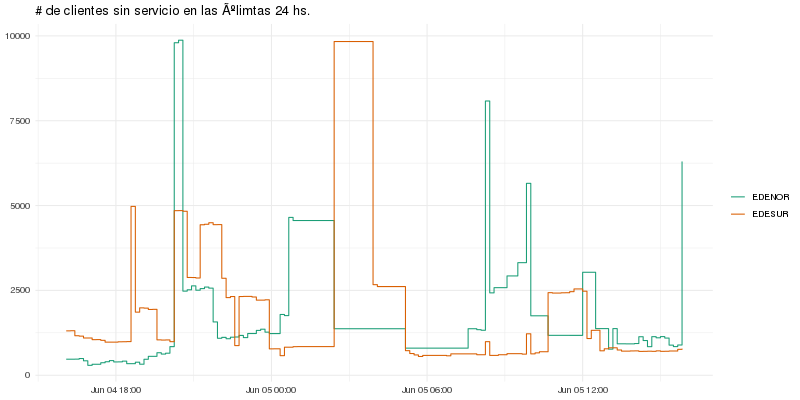 # de clientes sin servicio en las Ãºlimtas 24 hs.
10000
7500
5000
2500
0
Jun 04 18:00
Jun 05 00:00
Jun 05 06:00
Jun 05 12:00
EDENOR
EDESUR